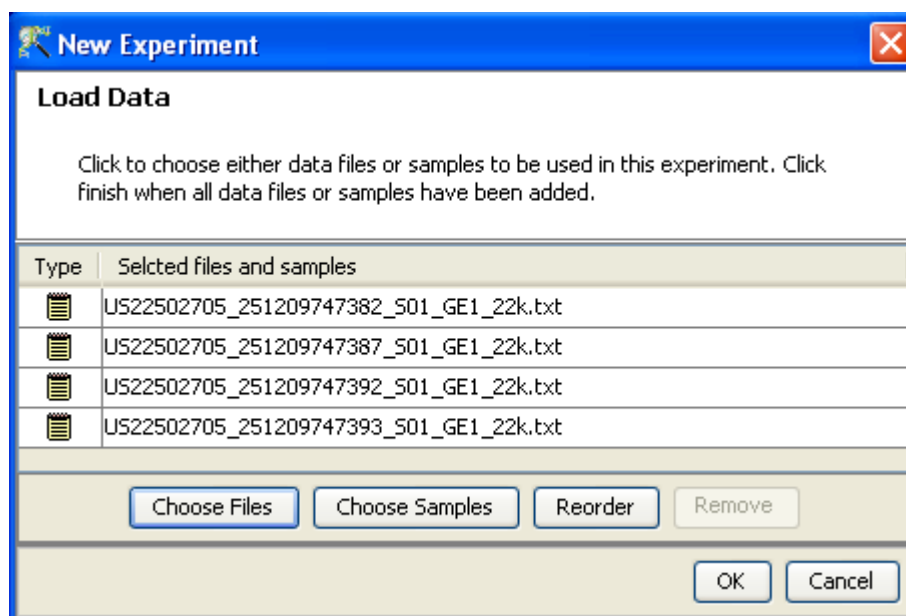 New Experiment
Load Data
Click to choose either data files or samples to be used in this experiment. Click
finish when all data files or samples have been added.
Type Selcted files and samples
US22502705_251209747382_S01_GE1_22k.txt
US22502705_251209747387_S01_GE1_22k.txt
US22502705_251209747392_S01_GE1_22k.txt
US22502705_251209747393_S01_GE1_22k.txt
Choose Files Choose Samples Reorder Remove
OK Cancel